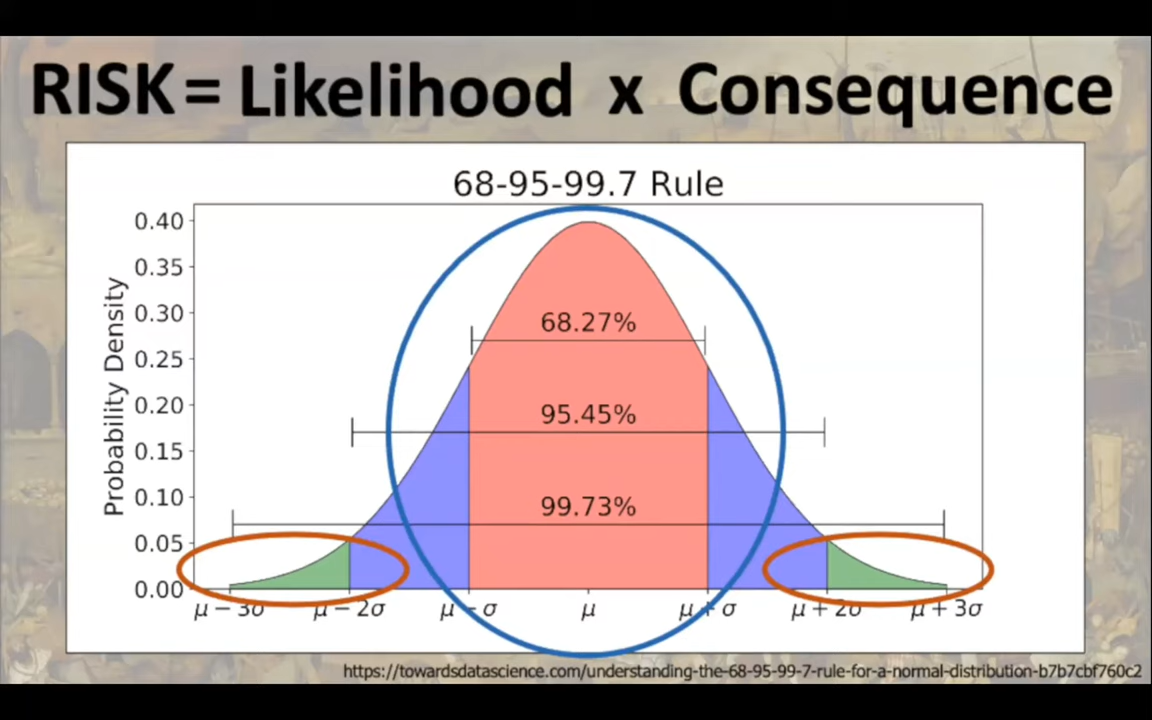 RISK = Likelihood x Consequence
68-95-99.7 Rule
0.40
0.35
0.30
0.25
0.20
0.15
0.10
0.05
0.00
Probability Density
68.27%
95.45%
99.73%
μ − 3σ μ − 2σ μ − σ μ μ + σ μ + 2σ μ + 3σ
https://towardsdatascience.com/understanding-the-68-95-99-7-rule-for-a-normal-distribution-b7b7cbf760c2